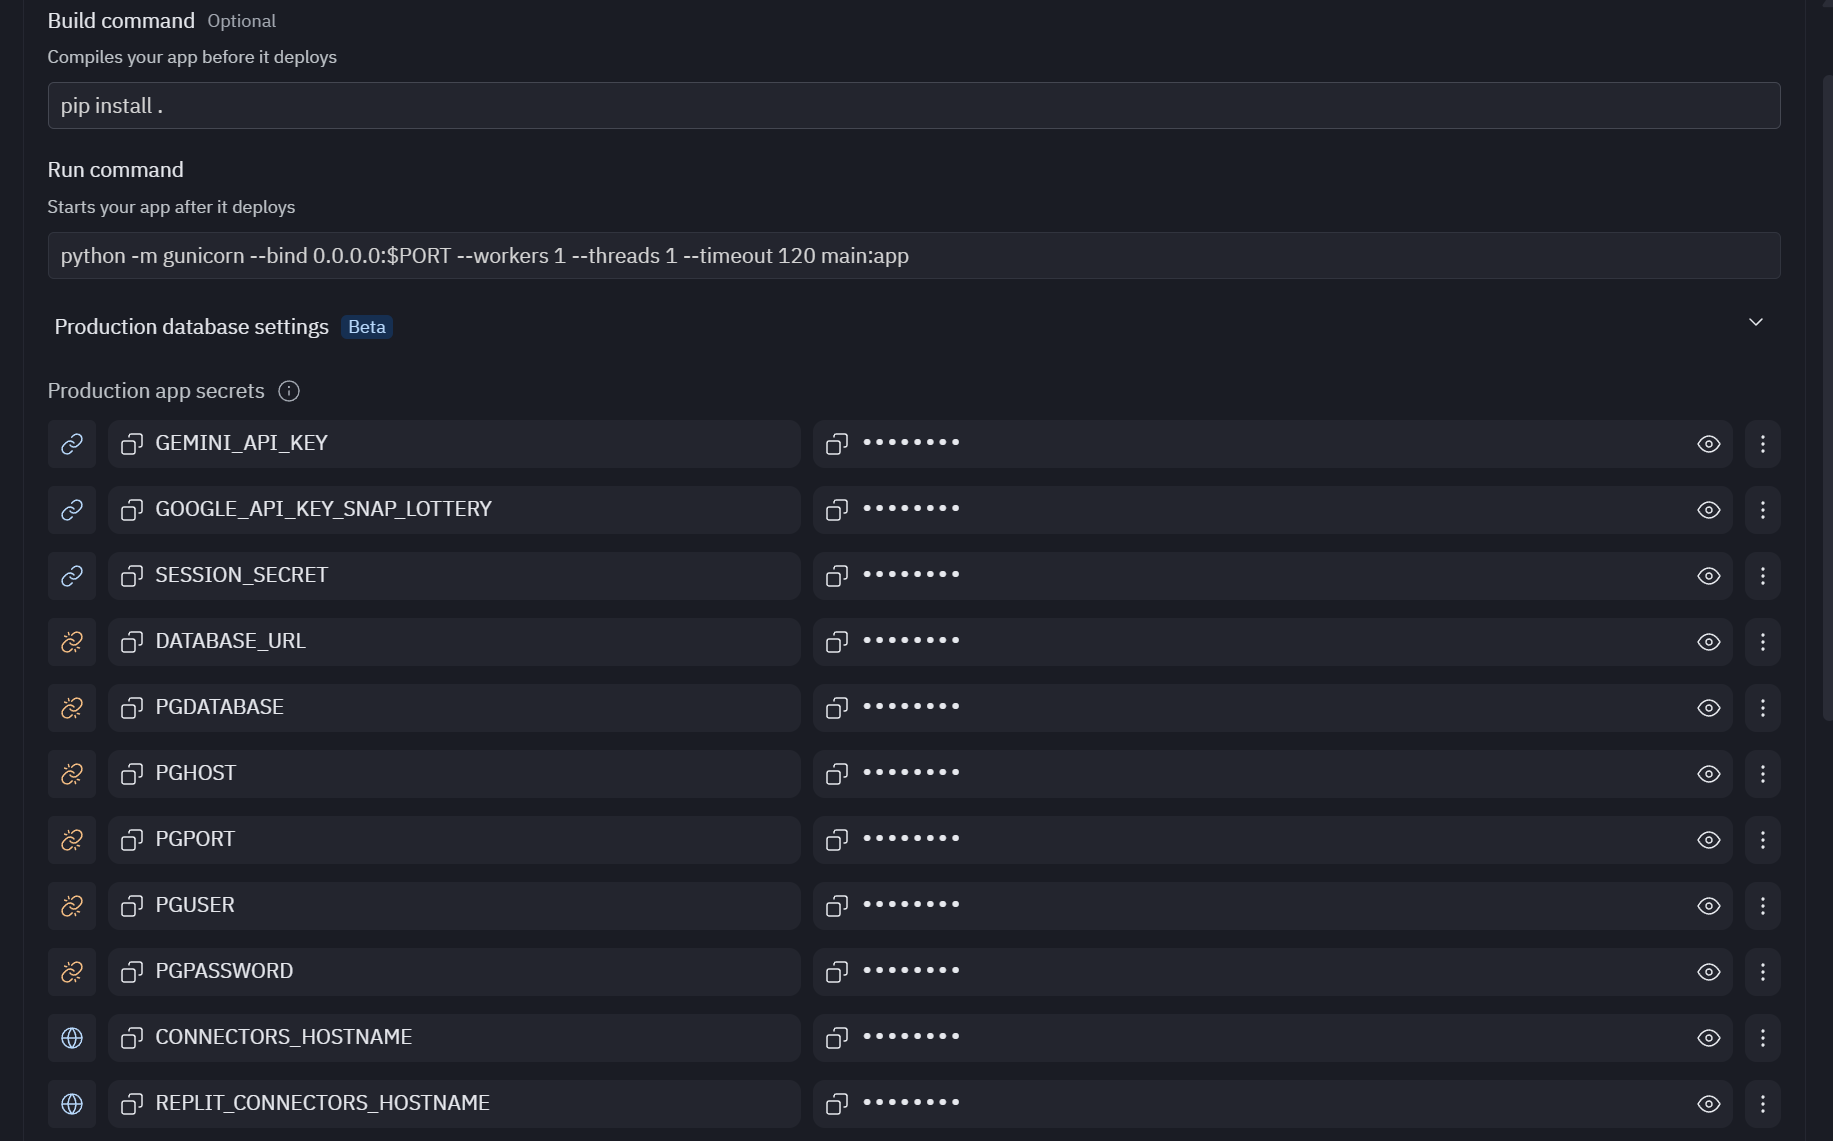 Build command Optional
Compiles your app before it deploys
pip install .
Run command
Starts your app after it deploys
python -m gunicorn --bind 0.0.0.0:$PORT --workers 1 --threads 1 --timeout 120 main:app
Production database settings Beta
Production app secrets
GEMINI_API_KEY ••••••••
GOOGLE_API_KEY_SNAP_LOTTERY ••••••••
SESSION_SECRET ••••••••
DATABASE_URL ••••••••
PGDATABASE ••••••••
PGHOST ••••••••
PGPORT ••••••••
PGUSER ••••••••
PGPASSWORD ••••••••
CONNECTORS_HOSTNAME ••••••••
REPLIT_CONNECTORS_HOSTNAME ••••••••